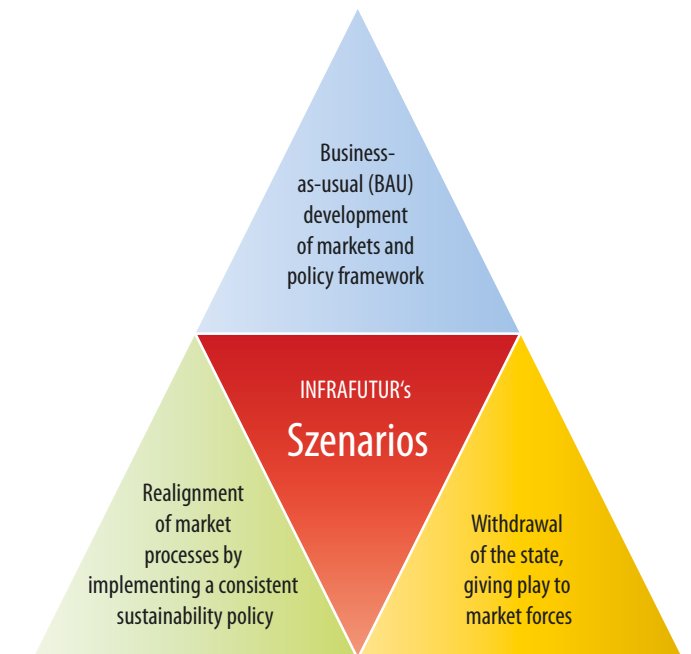 Business-
as-usual (BAU)
development
of markets and
policy framework
INFRAFUTUR‘s
Szenarios
Realignment
of market
processes by
implementing a consistent
sustainability policy
Withdrawal
of the state,
giving play to
market forces